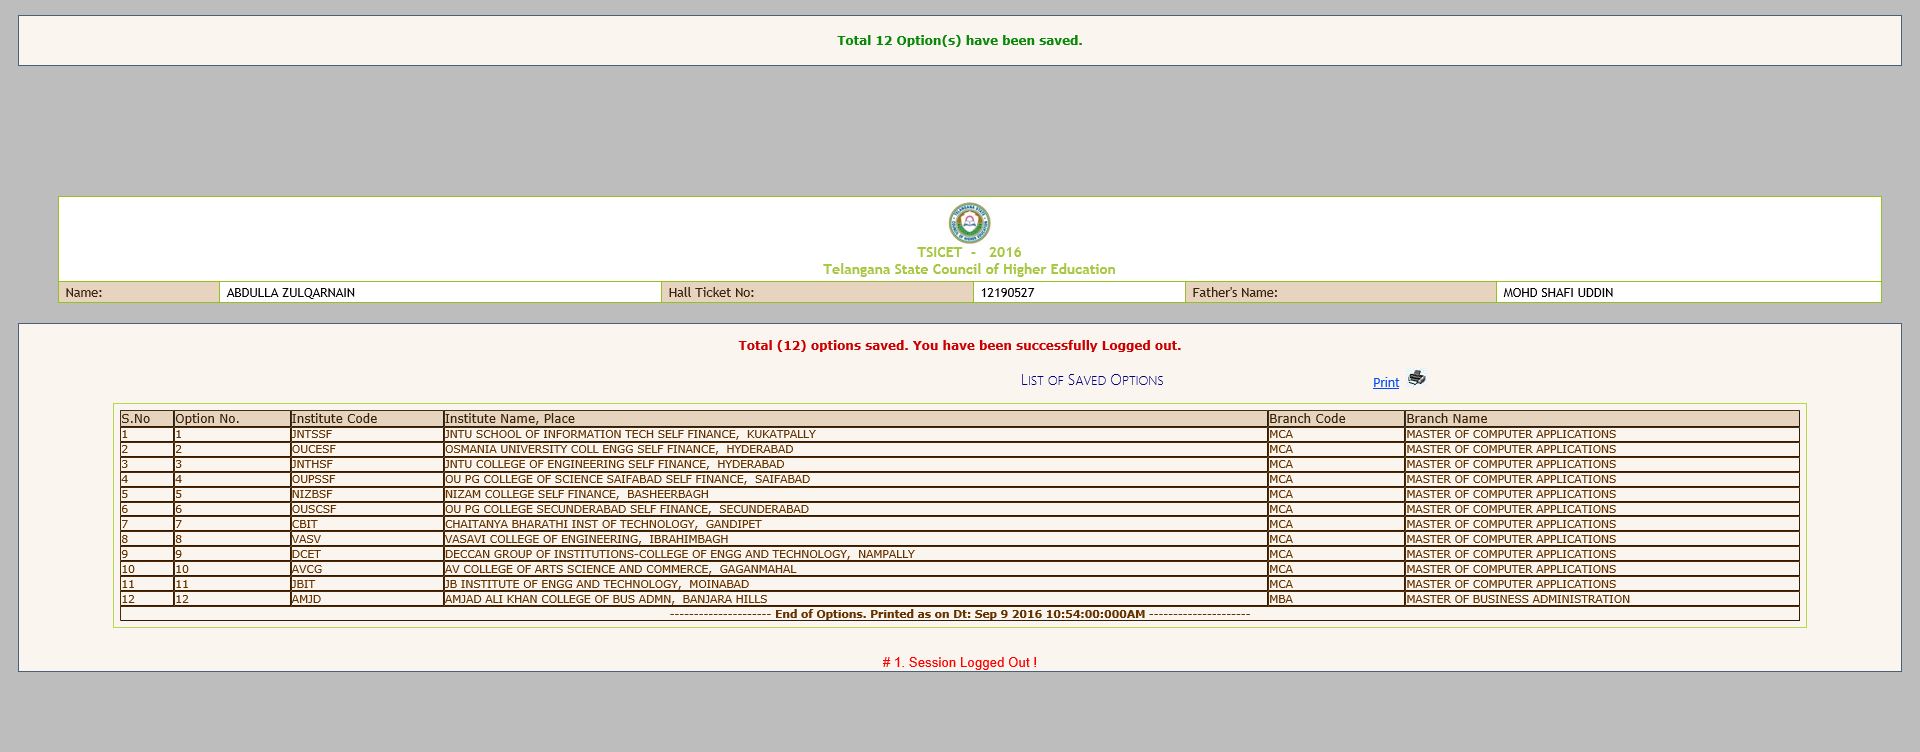 Total 12 Option(s) have been saved.
TSICET - 2016
Telangana State Council of Higher Education
Name: ABDULLA ZULQARNAIN Hall Ticket No: 12190527 Father's Name: MOHD SHAFI UDDIN
Total (12) options saved. You have been successfully Logged out.
List of Saved Options Print
S.No Option No. Institute Code Institute Name, Place Branch Code Branch Name
1 1 JNTSSF JNTU SCHOOL OF INFORMATION TECH SELF FINANCE, KUKATPALLY MCA MASTER OF COMPUTER APPLICATIONS
2 2 OUCESF OSMANIA UNIVERSITY COLL ENGG SELF FINANCE, HYDERABAD MCA MASTER OF COMPUTER APPLICATIONS
3 3 JNTHSF JNTU COLLEGE OF ENGINEERING SELF FINANCE, HYDERABAD MCA MASTER OF COMPUTER APPLICATIONS
4 4 OUPSSF OU PG COLLEGE OF SCIENCE SAIFABAD SELF FINANCE, SAIFABAD MCA MASTER OF COMPUTER APPLICATIONS
5 5 NIZBSF NIZAM COLLEGE SELF FINANCE, BASHEERBAGH MCA MASTER OF COMPUTER APPLICATIONS
6 6 OUSCSF OU PG COLLEGE SECUNDERABAD SELF FINANCE, SECUNDERABAD MCA MASTER OF COMPUTER APPLICATIONS
7 7 CBIT CHAITANYA BHARATHI INST OF TECHNOLOGY, GANDIPET MCA MASTER OF COMPUTER APPLICATIONS
8 8 VASV VASAVI COLLEGE OF ENGINEERING, IBRAHIMBAGH MCA MASTER OF COMPUTER APPLICATIONS
9 9 DCET DECCAN GROUP OF INSTITUTIONS-COLLEGE OF ENGG AND TECHNOLOGY, NAMPALLY MCA MASTER OF COMPUTER APPLICATIONS
10 10 AVCG AV COLLEGE OF ARTS SCIENCE AND COMMERCE, GAGANMAHAL MCA MASTER OF COMPUTER APPLICATIONS
11 11 JBIT JB INSTITUTE OF ENGG AND TECHNOLOGY, MOINABAD MCA MASTER OF COMPUTER APPLICATIONS
12 12 AMJD AMJAD ALI KHAN COLLEGE OF BUS ADMN, BANJARA HILLS MBA MASTER OF BUSINESS ADMINISTRATION
--------------------- End of Options. Printed as on Dt: Sep 9 2016 10:54:00:000AM ---------------------
# 1. Session Logged Out !